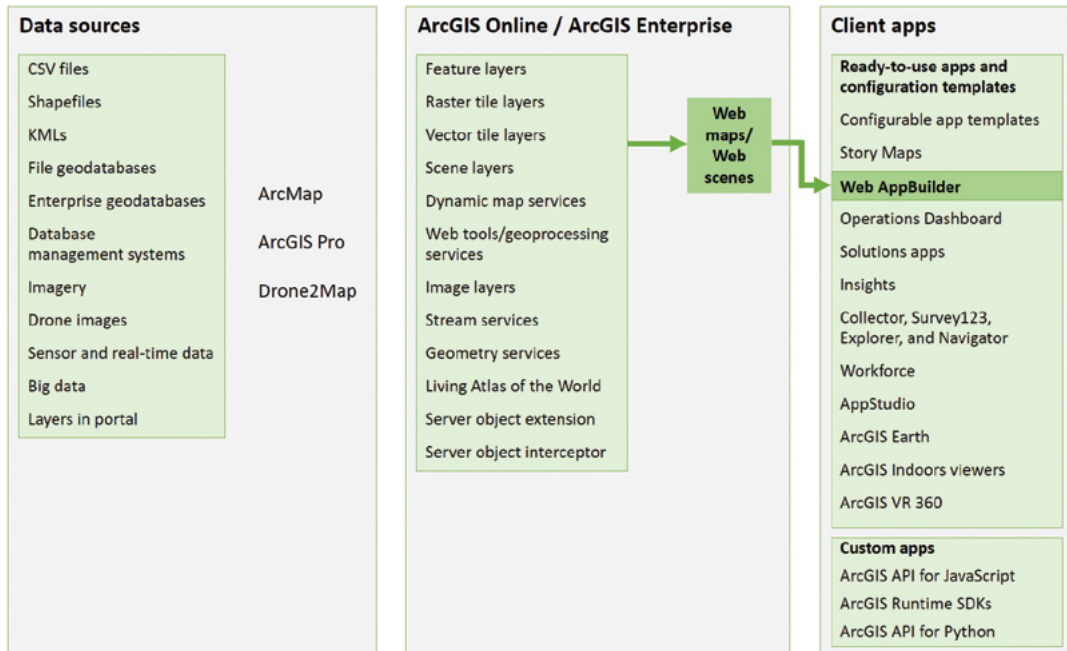 Data sources
CSV files
Shapefiles
KMLs
File geodatabases
Enterprise geodatabases
Database
management systems
Imagery
Drone images
Sensor and real-time data
Big data
Layers in portal
ArcMap
ArcGIS Pro
Drone2Map
ArcGIS Online / ArcGIS Enterprise
Feature layers
Raster tile layers
Vector tile layers
Scene layers
Dynamic map services
Web tools/geoprocessing
services
Image layers
Stream services
Geometry services
Living Atlas of the World
Server object extension
Server object interceptor
Web
maps/
Web
scenes
Client apps
Ready-to-use apps and
configuration templates
Configurable app templates
Story Maps
Web AppBuilder
Operations Dashboard
Solutions apps
Insights
Collector, Survey123,
Explorer, and Navigator
Workforce
AppStudio
ArcGIS Earth
ArcGIS Indoors viewers
ArcGIS VR 360
Custom apps
ArcGIS API for JavaScript
ArcGIS Runtime SDKs
ArcGIS API for Python